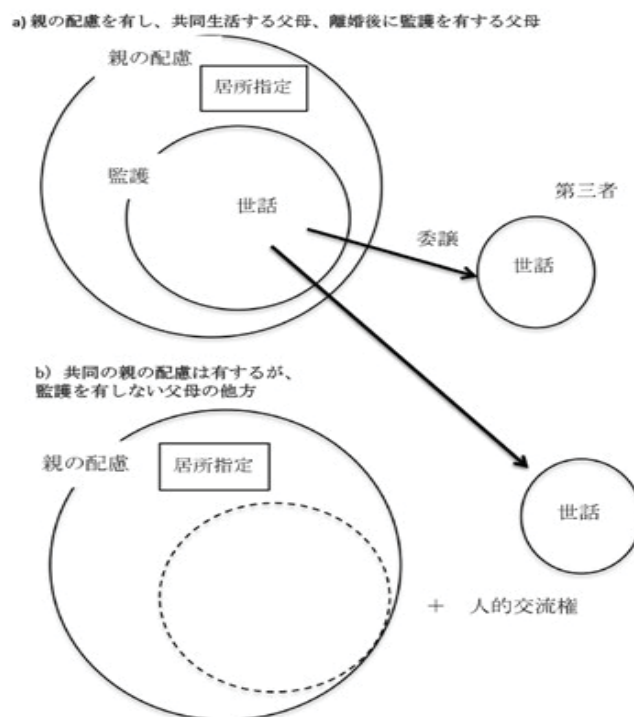 a) 親の配慮を有し、共同生活する父母、離婚後に監護を有する父母
親の配慮
居所指定
監護
世話
第三者
委譲
世話
b) 共同の親の配慮は有するが、
監護を有しない父母の他方
親の配慮
居所指定
世話
＋ 人的交流権